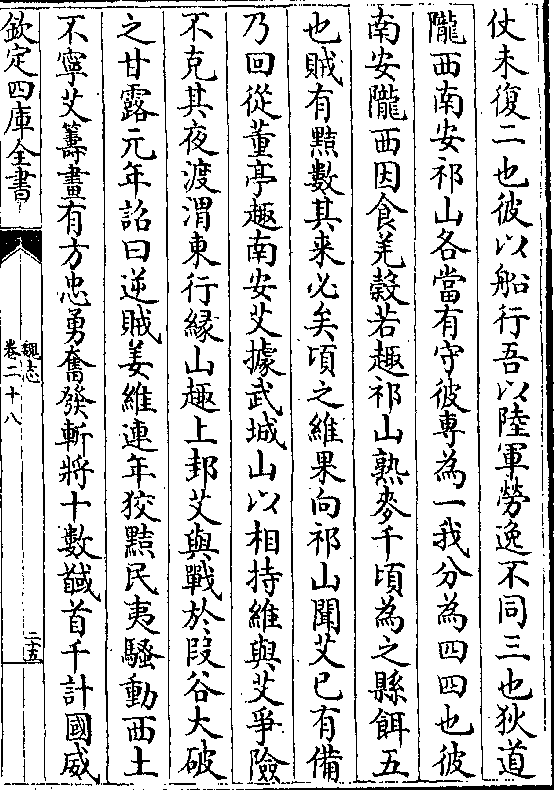 仗未復二也彼以船行吾以陸軍勞逸不同三也狄道
隴西南安祁山各當有守彼專為一我分為四四也彼
南安隴西因食羌榖若趣祁山熟麥千頃為之縣餌五
也賊有黠數其来必矣頃之維果向祁山聞艾已有備
乃回從董亭趣南安艾據武城山以相持維與艾爭險
不克其夜渡渭東行緣山趣上邽艾與戰於段谷大破
之甘露元年詔曰逆賊姜維連年狡黠民夷騷動西土
不寧艾籌畫有方忠勇奮發斬將十數馘首千計國威
欽定四庫全書
魏志
卷二十八
二五